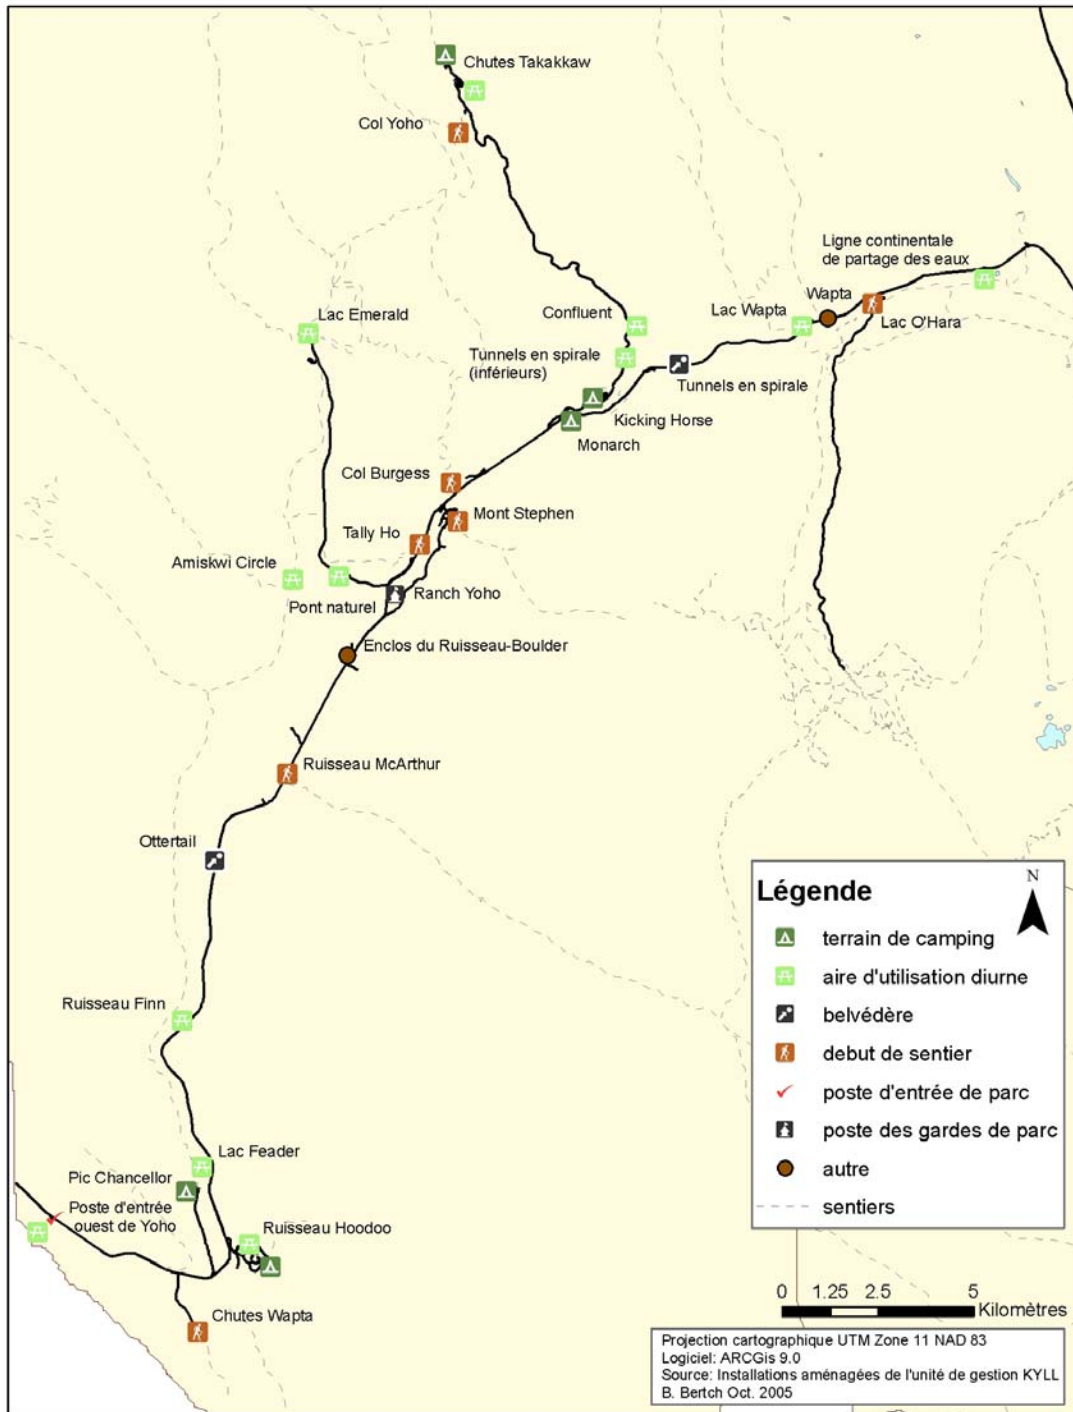 Chutes Takakkaw
Col Yoho
Ligne continentale
de partage des eaux
Wapta
Lac Wapta
Lac O'Hara
Confluent
Lac Emerald
Tunnels en spirale
(inférieurs)
Tunnels en spirale
Kicking Horse
Monarch
Col Burgess
Mont Stephen
Tally Ho
Amiskwi Circle
Pont naturel
Ranch Yoho
Enclos du Ruisseau-Boulder
Ruisseau McArthur
Ottertail
Ruisseau Finn
Lac Feader
Pic Chancellor
Poste d'entrée
ouest de Yoho
Ruisseau Hoodoo
Chutes Wapta
N
Légende
terrain de camping
aire d'utilisation diurne
belvédère
debut de sentier
poste d'entrée de parc
poste des gardes de parc
autre
sentiers
0 1.25 2.5 5
Kilomètres
Projection cartographique UTM Zone 11 NAD 83
Logiciel: ARCGis 9.0
Source: Installations aménagées de l'unité de gestion KYLL
B. Bertch Oct. 2005